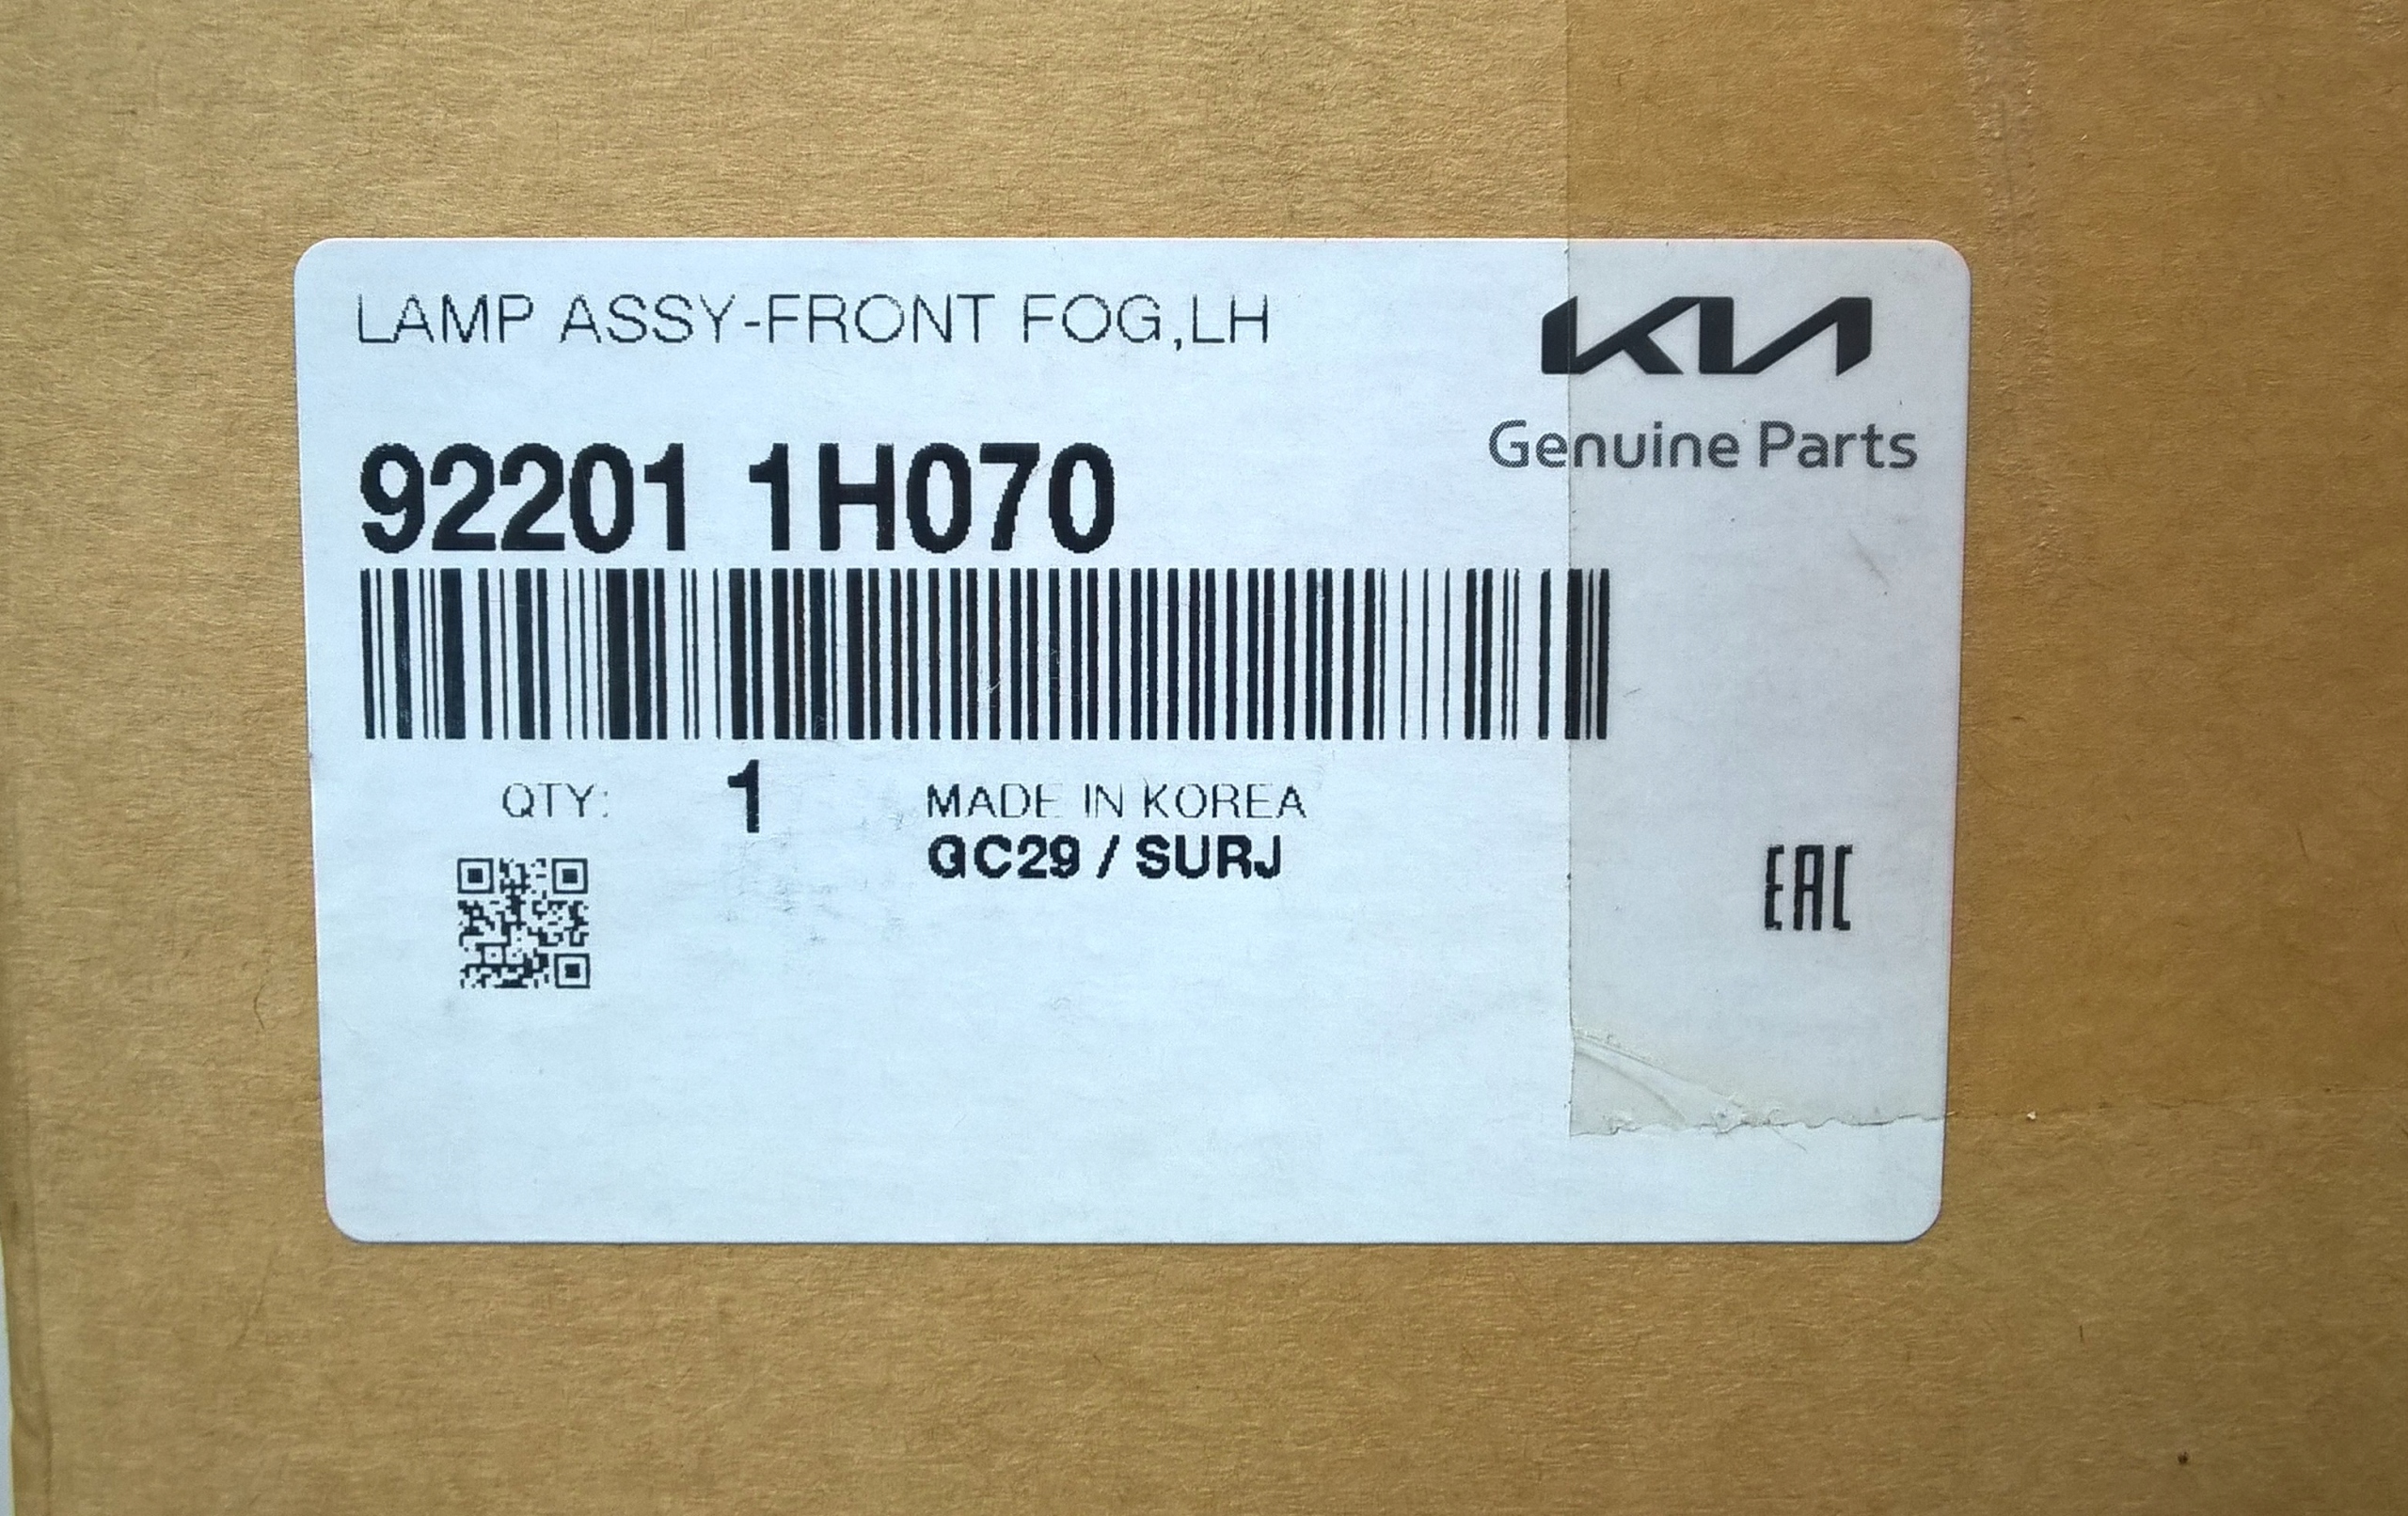 LAMP ASSY-FRONT FOG,LH
KIA
Genuine Parts
92201 1H070
QTY: 1 MADE IN KOREA
GC29 / SURJ
EAC